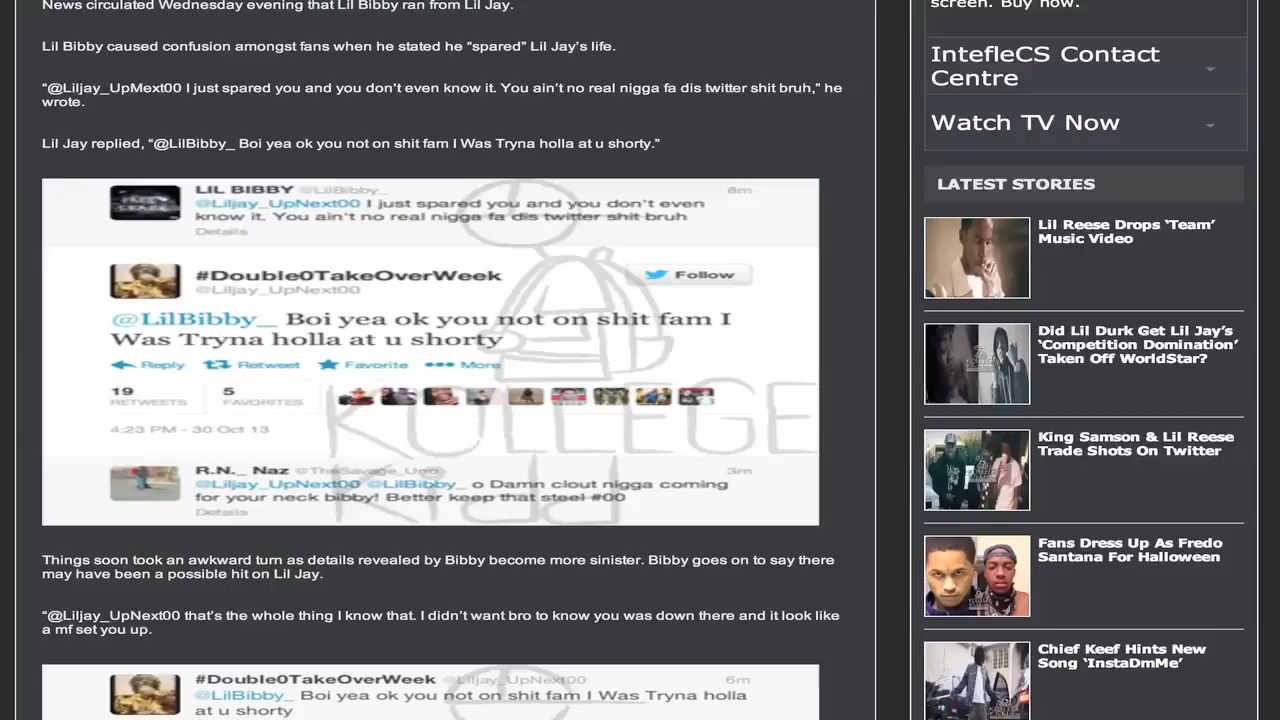 News circulated Wednesday evening that Lil Bibby ran from Lil Jay.
Lil Bibby caused confusion amongst fans when he stated he “spared” Lil Jay’s life.
“@Liljay_UpMext00 I just spared you and you don’t even know it. You ain’t no real nigga fa dis twitter shit bruh,” he
wrote.
Lil Jay replied, “@LilBibby_ Boi yea ok you not on shit fam I Was Tryna holla at u shorty.”
LIL BIBBY @LilBibby_ 8m
@Liljay_UpNext00 I just spared you and you don't even
know it. You ain't no real nigga fa dis twitter shit bruh
Details
#Double0TakeOverWeek
@Liljay_UpNext00
Follow
@LilBibby_ Boi yea ok you not on shit fam I
Was Tryna holla at u shorty
Reply Retweet Favorite More
19 5
RETWEETS FAVORITES
KOLLEGE
4:23 PM - 30 Oct 13
Kidd
R.N._ Naz @TheSavage_Uno 3m
@Liljay_UpNext00 @LilBibby_ o Damn clout nigga coming
for your neck bibby! Better keep that steel #00
Details
Things soon took an awkward turn as details revealed by Bibby become more sinister. Bibby goes on to say there
may have been a possible hit on Lil Jay.
“@Liljay_UpNext00 that’s the whole thing I know that. I didn’t want bro to know you was down there and it look like
a mf set you up.
#Double0TakeOverWeek @Liljay_UpNext00 6m
@LilBibby_ Boi yea ok you not on shit fam I Was Tryna holla
at u shorty
screen. Buy now.
IntefleCS Contact
Centre
Watch TV Now
LATEST STORIES
Lil Reese Drops ‘Team’
Music Video
Did Lil Durk Get Lil Jay’s
‘Competition Domination’
Taken Off WorldStar?
King Samson & Lil Reese
Trade Shots On Twitter
Fans Dress Up As Fredo
Santana For Halloween
Chief Keef Hints New
Song ‘InstaDmMe’